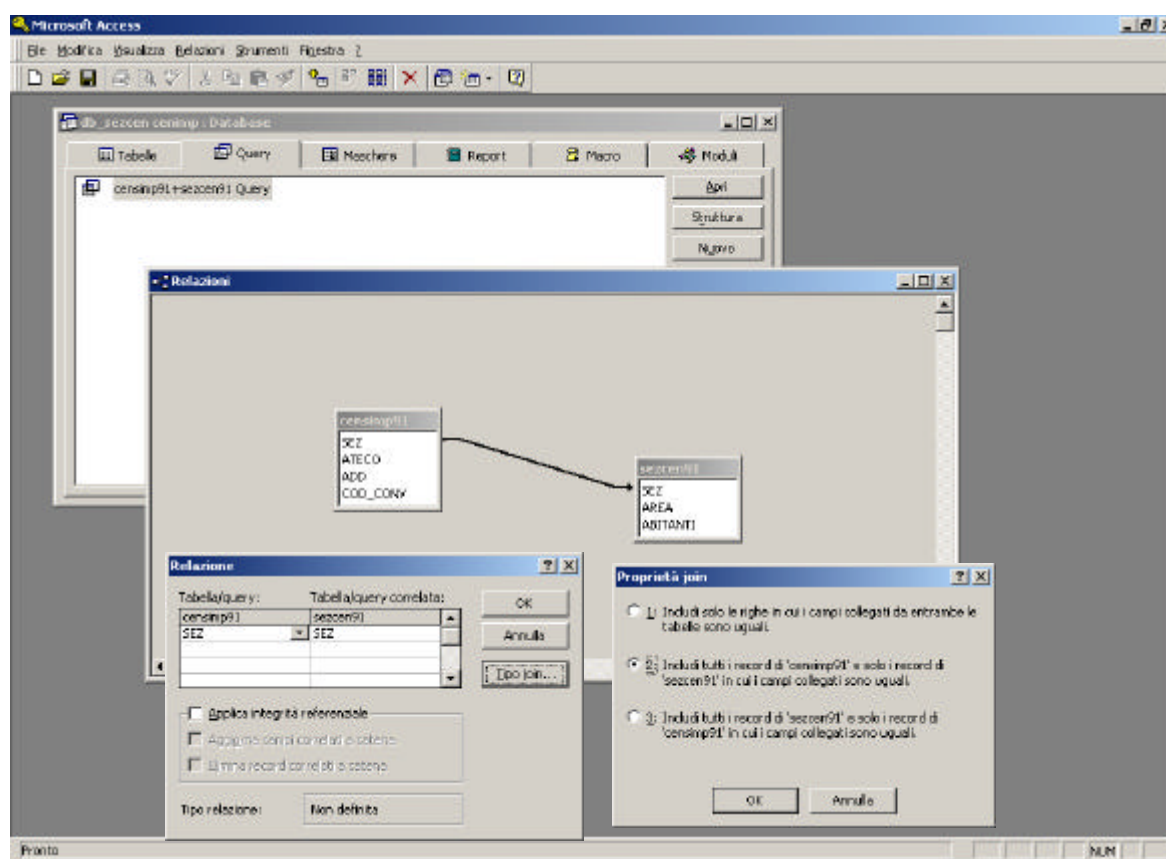 Microsoft Access
File Modifica Visualizza Relazioni Strumenti Finestra ?
db_sezcen cenimp : Database
Tabelle Query Maschere Report Macro Moduli
censimp91+sezcen91 Query
Apri
Struttura
Nuovo
Relazioni
censimp91
SEZ
ATECO
ADD
COD_CONV
sezcen91
SEZ
AREA
ABITANTI
Relazione
Tabella/query: Tabella/query correlata:
censimp91 sezcen91
SEZ SEZ
OK
Annulla
Tipo join...
Applica integrità referenziale
Aggiorna campi correlati a catena
Elimina record correlati a catena
Tipo relazione: Non definita
Proprietà join
1: Includi solo le righe in cui i campi collegati da entrambe le
tabelle sono uguali.
2: Includi tutti i record di 'censimp91' e solo i record di
'sezcen91' in cui i campi collegati sono uguali.
3: Includi tutti i record di 'sezcen91' e solo i record di
'censimp91' in cui i campi collegati sono uguali.
OK Annulla
Pronto NUM